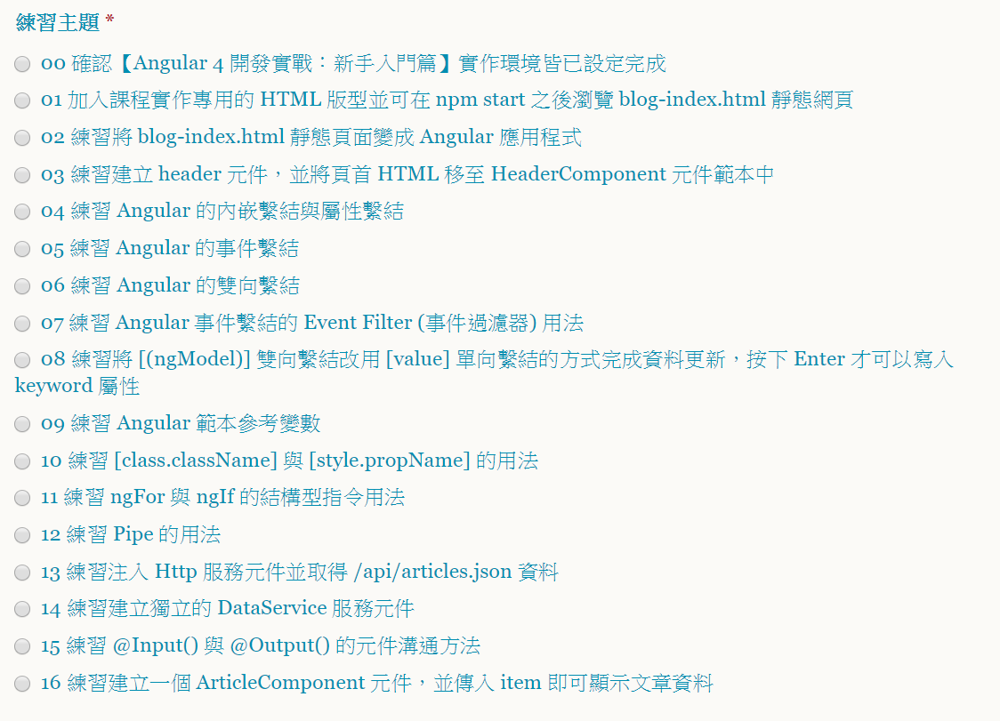 練習主題 *
00 確認【Angular 4 開發實戰：新手入門篇】實作環境皆已設定完成
01 加入課程實作專用的 HTML 版型並可在 npm start 之後瀏覽 blog-index.html 靜態網頁
02 練習將 blog-index.html 靜態頁面變成 Angular 應用程式
03 練習建立 header 元件，並將頁首 HTML 移至 HeaderComponent 元件範本中
04 練習 Angular 的內嵌繫結與屬性繫結
05 練習 Angular 的事件繫結
06 練習 Angular 的雙向繫結
07 練習 Angular 事件繫結的 Event Filter (事件過濾器) 用法
08 練習將 [(ngModel)] 雙向繫結改用 [value] 單向繫結的方式完成資料更新，按下 Enter 才可以寫入
keyword 屬性
09 練習 Angular 範本參考變數
10 練習 [class.className] 與 [style.propName] 的用法
11 練習 ngFor 與 ngIf 的結構型指令用法
12 練習 Pipe 的用法
13 練習注入 Http 服務元件並取得 /api/articles.json 資料
14 練習建立獨立的 DataService 服務元件
15 練習 @Input() 與 @Output() 的元件溝通方法
16 練習建立一個 ArticleComponent 元件，並傳入 item 即可顯示文章資料